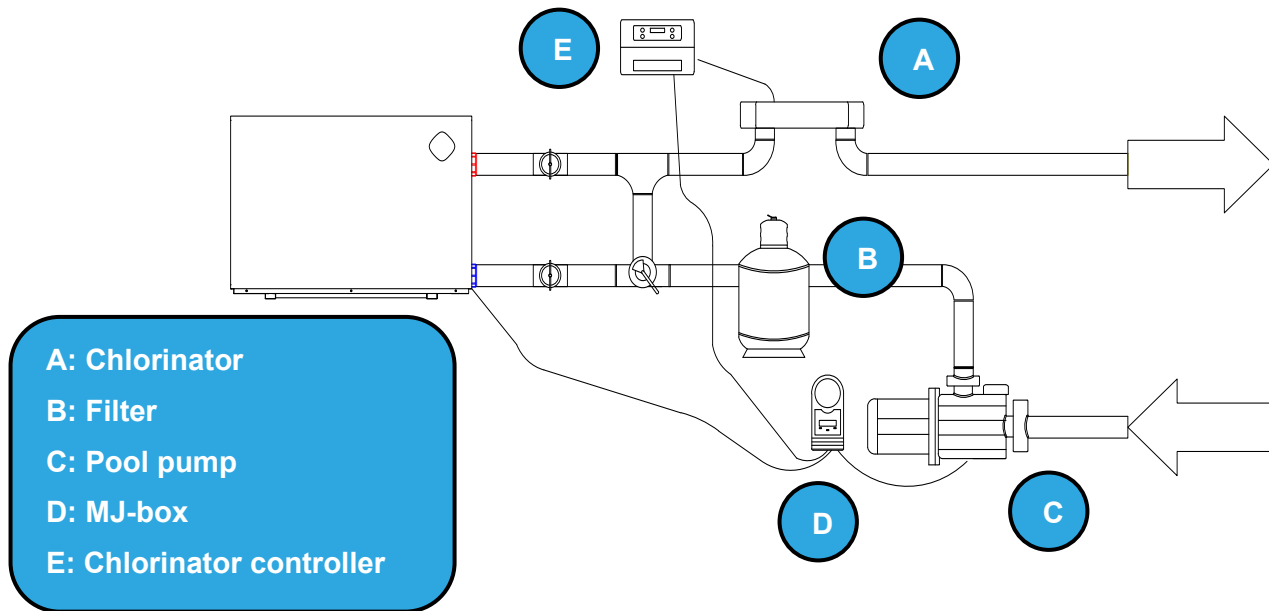 E
A
B
A: Chlorinator
B: Filter
C: Pool pump
D: MJ-box
E: Chlorinator controller
D
C